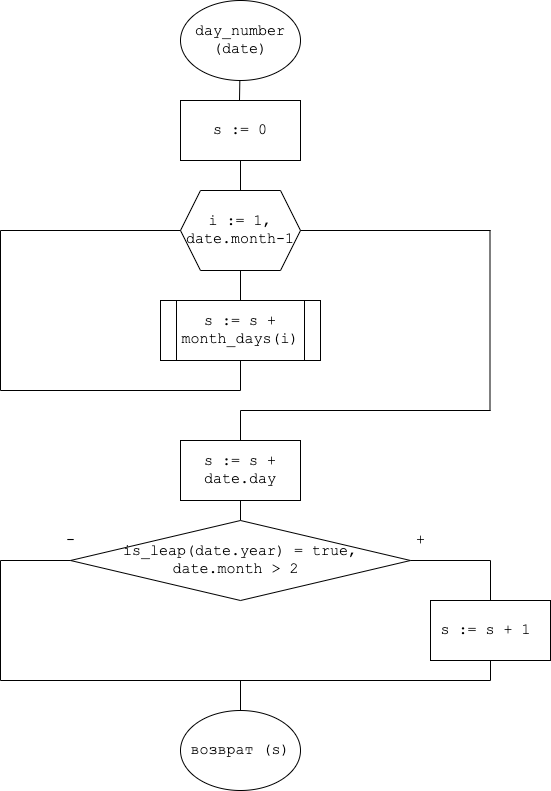 day_number
(date)
s := 0
i := 1,
date.month-1
s := s +
month_days(i)
s := s +
date.day
-
+
is_leap(date.year) = true,
date.month > 2
s := s + 1
возврат (s)